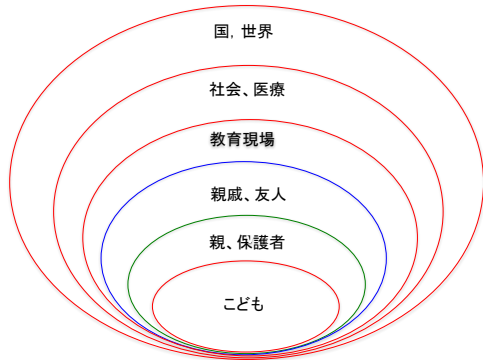 国, 世界
社会、医療
教育現場
親戚、友人
親、保護者
こども